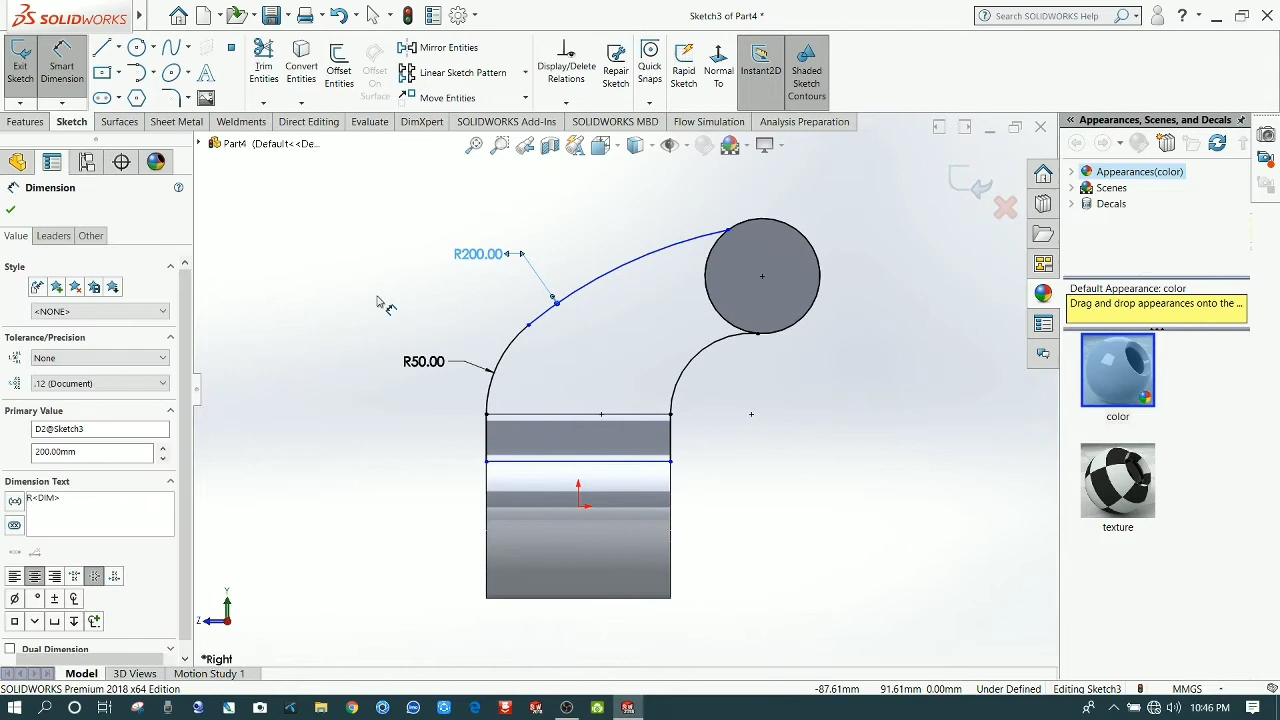 SOLIDWORKS
Sketch3 of Part4 *
Search SOLIDWORKS Help
Exit Sketch
Smart Dimension
Trim Entities
Convert Entities
Offset Entities
Offset On Surface
Mirror Entities
Linear Sketch Pattern
Move Entities
Display/Delete Relations
Repair Sketch
Quick Snaps
Rapid Sketch
Normal To
Instant2D
Shaded Sketch Contours
Features Sketch Surfaces Sheet Metal Weldments Direct Editing Evaluate DimXpert SOLIDWORKS Add-Ins SOLIDWORKS MBD Flow Simulation Analysis Preparation
Part4 (Default<<De...
Dimension
Value Leaders Other
Style
<NONE>
Tolerance/Precision
None
.12 (Document)
Primary Value
D2@Sketch3
200.00mm
Dimension Text
R<DIM>
Dual Dimension
R200.00
R50.00
Y
Z
*Right
Appearances, Scenes, and Decals
Appearances(color)
Scenes
Decals
Default Appearance: color
Drag and drop appearances onto the ...
color
texture
Model 3D Views Motion Study 1
SOLIDWORKS Premium 2018 x64 Edition
-87.61mm 91.61mm 0.00mm Under Defined Editing Sketch3 MMGS
10:46 PM